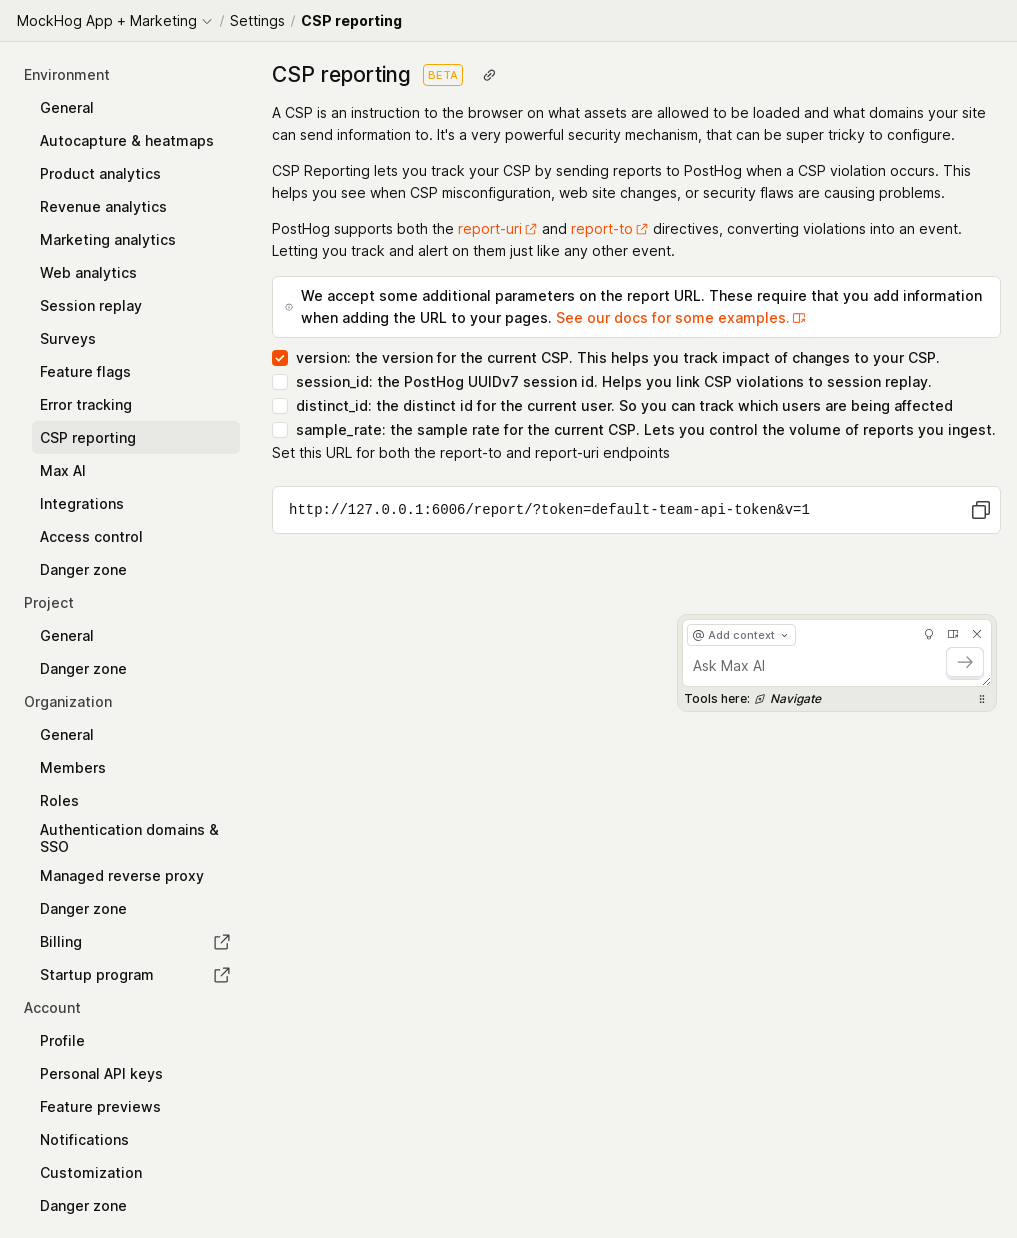 MockHog App + Marketing / Settings / CSP reporting
Environment
General
Autocapture & heatmaps
Product analytics
Revenue analytics
Marketing analytics
Web analytics
Session replay
Surveys
Feature flags
Error tracking
CSP reporting
Max AI
Integrations
Access control
Danger zone
Project
General
Danger zone
Organization
General
Members
Roles
Authentication domains &
SSO
Managed reverse proxy
Danger zone
Billing
Startup program
Account
Profile
Personal API keys
Feature previews
Notifications
Customization
Danger zone
CSP reporting BETA
A CSP is an instruction to the browser on what assets are allowed to be loaded and what domains your site
can send information to. It's a very powerful security mechanism, that can be super tricky to configure.
CSP Reporting lets you track your CSP by sending reports to PostHog when a CSP violation occurs. This
helps you see when CSP misconfiguration, web site changes, or security flaws are causing problems.
PostHog supports both the report-uri and report-to directives, converting violations into an event.
Letting you track and alert on them just like any other event.
We accept some additional parameters on the report URL. These require that you add information
when adding the URL to your pages. See our docs for some examples.
version: the version for the current CSP. This helps you track impact of changes to your CSP.
session_id: the PostHog UUIDv7 session id. Helps you link CSP violations to session replay.
distinct_id: the distinct id for the current user. So you can track which users are being affected
sample_rate: the sample rate for the current CSP. Lets you control the volume of reports you ingest.
Set this URL for both the report-to and report-uri endpoints
http://127.0.0.1:6006/report/?token=default-team-api-token&v=1
@ Add context
Ask Max AI
Tools here: Navigate